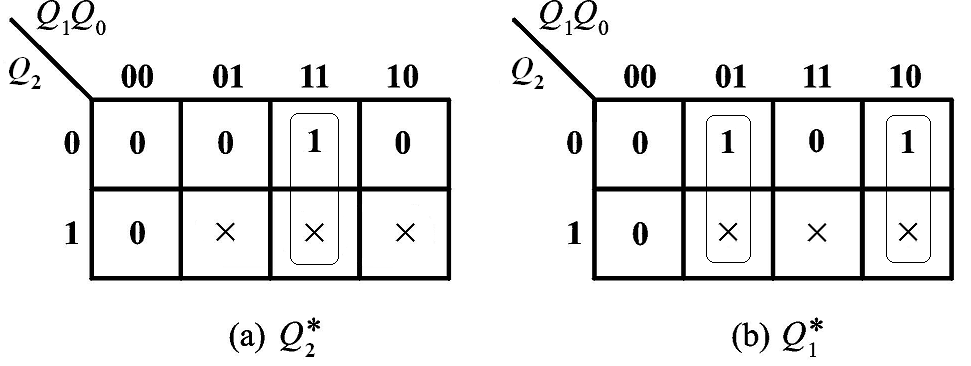 Q₁Q₀ Q₁Q₀
Q₂ 00 01 11 10 Q₂ 00 01 11 10
0 0 0 1 0 0 0 1 0 1
1 0 × × × 1 0 × × ×
(a) Q₂* (b) Q₁*